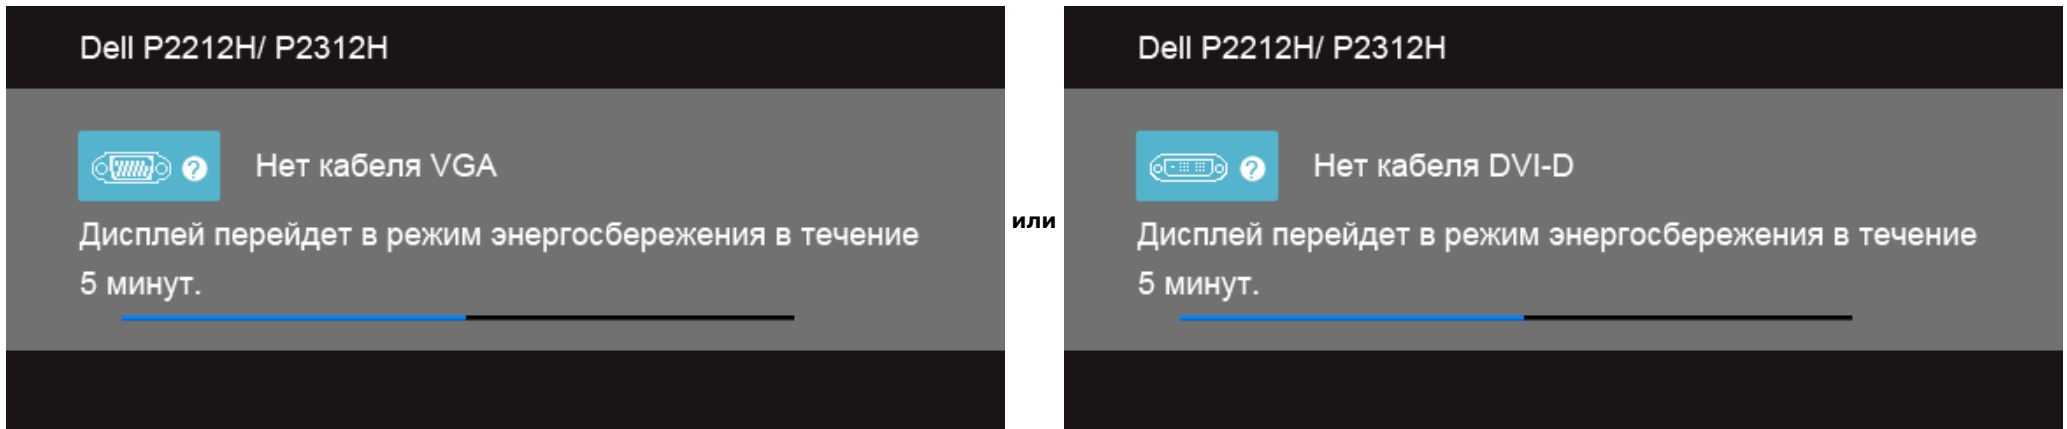 Dell P2212H/ P2312H
? Нет кабеля VGA
Дисплей перейдет в режим энергосбережения в течение
5 минут.
или
Dell P2212H/ P2312H
? Нет кабеля DVI-D
Дисплей перейдет в режим энергосбережения в течение
5 минут.